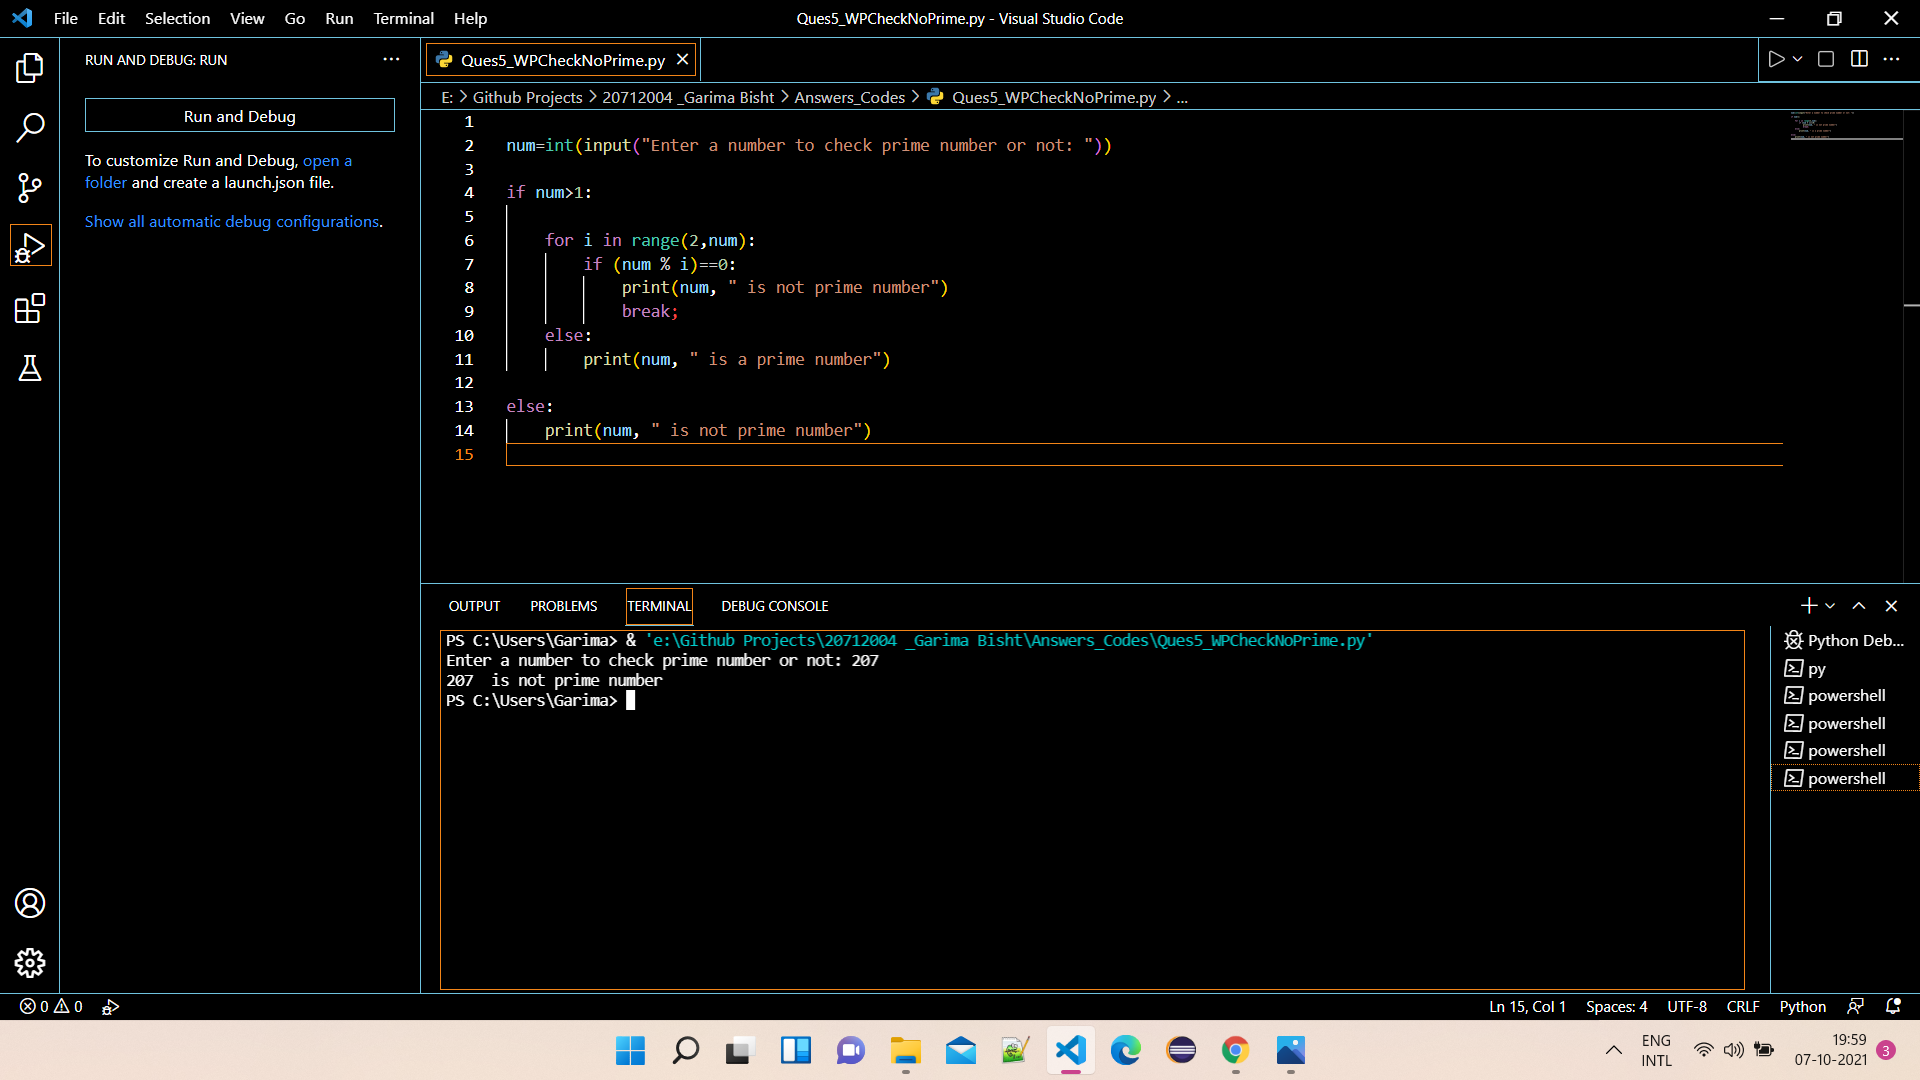 File Edit Selection View Go Run Terminal Help
Ques5_WPCheckNoPrime.py - Visual Studio Code
RUN AND DEBUG: RUN
Run and Debug
To customize Run and Debug, open a
folder and create a launch.json file.
Show all automatic debug configurations.
Ques5_WPCheckNoPrime.py
E: > Github Projects > 20712004 _Garima Bisht > Answers_Codes > Ques5_WPCheckNoPrime.py > ...
1
2 num=int(input("Enter a number to check prime number or not: "))
3
4 if num>1:
5
6     for i in range(2,num):
7         if (num % i)==0:
8             print(num, " is not prime number")
9             break;
10     else:
11         print(num, " is a prime number")
12
13 else:
14     print(num, " is not prime number")
15
OUTPUT PROBLEMS TERMINAL DEBUG CONSOLE
PS C:\Users\Garima> & 'e:\Github Projects\20712004 _Garima Bisht\Answers_Codes\Ques5_WPCheckNoPrime.py'
Enter a number to check prime number or not: 207
207  is not prime number
PS C:\Users\Garima>
Python Deb...
py
powershell
powershell
powershell
powershell
0 0
Ln 15, Col 1 Spaces: 4 UTF-8 CRLF Python
ENG
INTL
19:59
07-10-2021
3